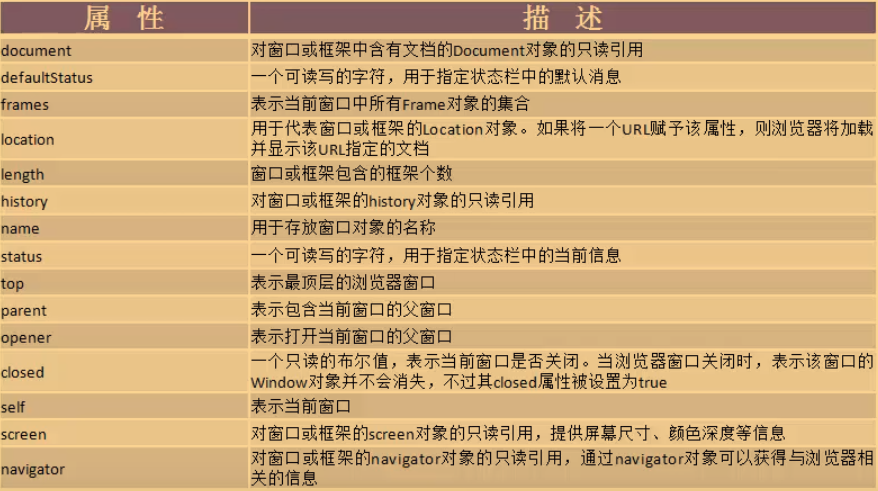 属 性 描 述
document 对窗口或框架中含有文档的Document对象的只读引用
defaultStatus 一个可读写的字符，用于指定状态栏中的默认消息
frames 表示当前窗口中所有Frame对象的集合
location 用于代表窗口或框架的Location对象。如果将一个URL赋予该属性，则浏览器将加载
并显示该URL指定的文档
length 窗口或框架包含的框架个数
history 对窗口或框架的history对象的只读引用
name 用于存放窗口对象的名称
status 一个可读写的字符，用于指定状态栏中的当前信息
top 表示最顶层的浏览器窗口
parent 表示包含当前窗口的父窗口
opener 表示打开当前窗口的父窗口
closed 一个只读的布尔值，表示当前窗口是否关闭。当浏览器窗口关闭时，表示该窗口的
Window对象并不会消失，不过其closed属性被设置为true
self 表示当前窗口
screen 对窗口或框架的screen对象的只读引用，提供屏幕尺寸、颜色深度等信息
navigator 对窗口或框架的navigator对象的只读引用，通过navigator对象可以获得与浏览器相
关的信息